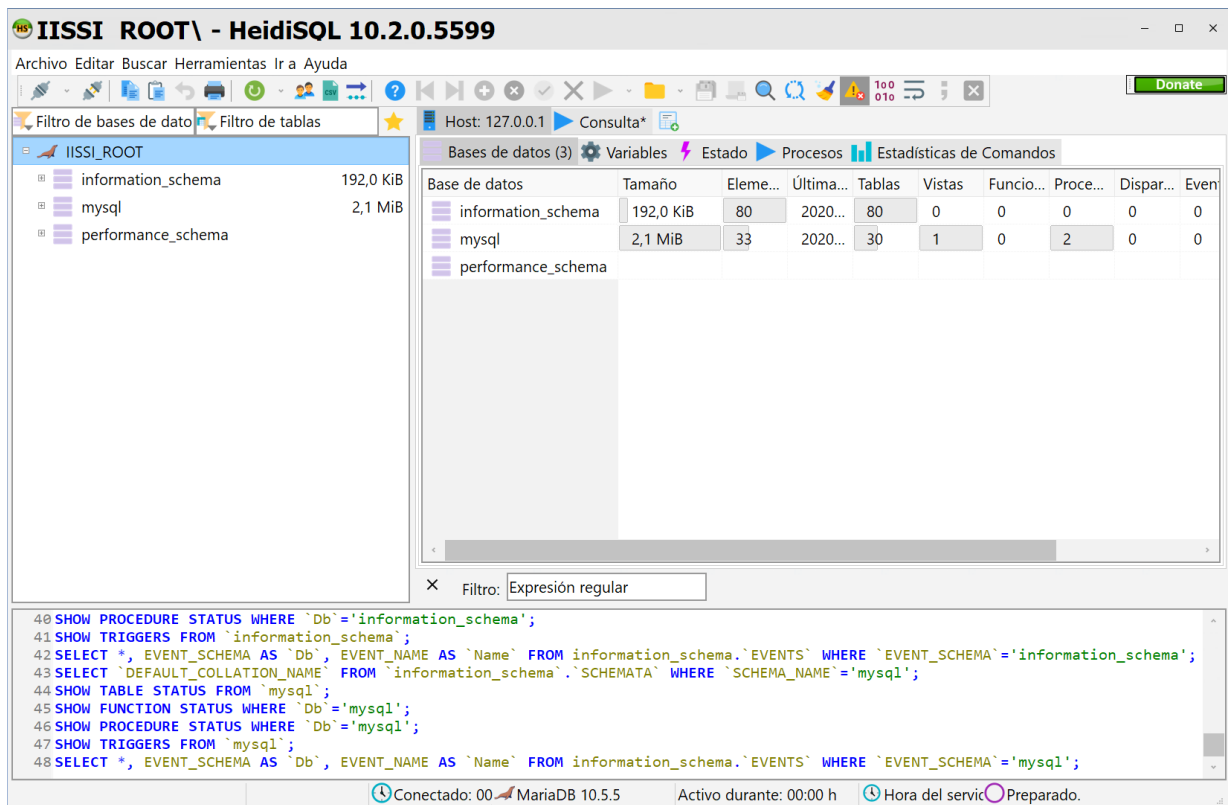 IISSI ROOT\ - HeidiSQL 10.2.0.5599
Archivo Editar Buscar Herramientas Ir a Ayuda
Donate
Filtro de bases de dato Filtro de tablas
Host: 127.0.0.1 Consulta*
IISSI_ROOT
information_schema 192,0 KiB
mysql 2,1 MiB
performance_schema
Bases de datos (3) Variables Estado Procesos Estadísticas de Comandos
Base de datos Tamaño Eleme... Última... Tablas Vistas Funcio... Proce... Dispar... Even
information_schema 192,0 KiB 80 2020... 80 0 0 0 0 0
mysql 2,1 MiB 33 2020... 30 1 0 2 0 0
performance_schema
Filtro: Expresión regular
40 SHOW PROCEDURE STATUS WHERE `Db`='information_schema';
41 SHOW TRIGGERS FROM `information_schema`;
42 SELECT *, EVENT_SCHEMA AS `Db`, EVENT_NAME AS `Name` FROM information_schema.`EVENTS` WHERE `EVENT_SCHEMA`='information_schema';
43 SELECT `DEFAULT_COLLATION_NAME` FROM `information_schema`.`SCHEMATA` WHERE `SCHEMA_NAME`='mysql';
44 SHOW TABLE STATUS FROM `mysql`;
45 SHOW FUNCTION STATUS WHERE `Db`='mysql';
46 SHOW PROCEDURE STATUS WHERE `Db`='mysql';
47 SHOW TRIGGERS FROM `mysql`;
48 SELECT *, EVENT_SCHEMA AS `Db`, EVENT_NAME AS `Name` FROM information_schema.`EVENTS` WHERE `EVENT_SCHEMA`='mysql';
Conectado: 00 MariaDB 10.5.5 Activo durante: 00:00 h Hora del servic Preparado.